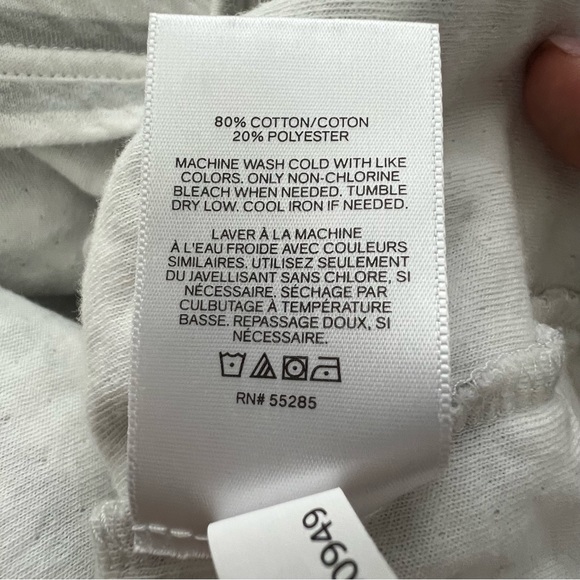 80% COTTON/COTON
20% POLYESTER
MACHINE WASH COLD WITH LIKE
COLORS. ONLY NON-CHLORINE
BLEACH WHEN NEEDED. TUMBLE
DRY LOW. COOL IRON IF NEEDED.
LAVER À LA MACHINE
À L'EAU FROIDE AVEC COULEURS
SIMILAIRES. UTILISEZ SEULEMENT
DU JAVELLISANT SANS CHLORE, SI
NÉCESSAIRE. SÉCHAGE PAR
CULBUTAGE À TEMPÉRATURE
BASSE. REPASSAGE DOUX, SI
NÉCESSAIRE.
RN# 55285
0949